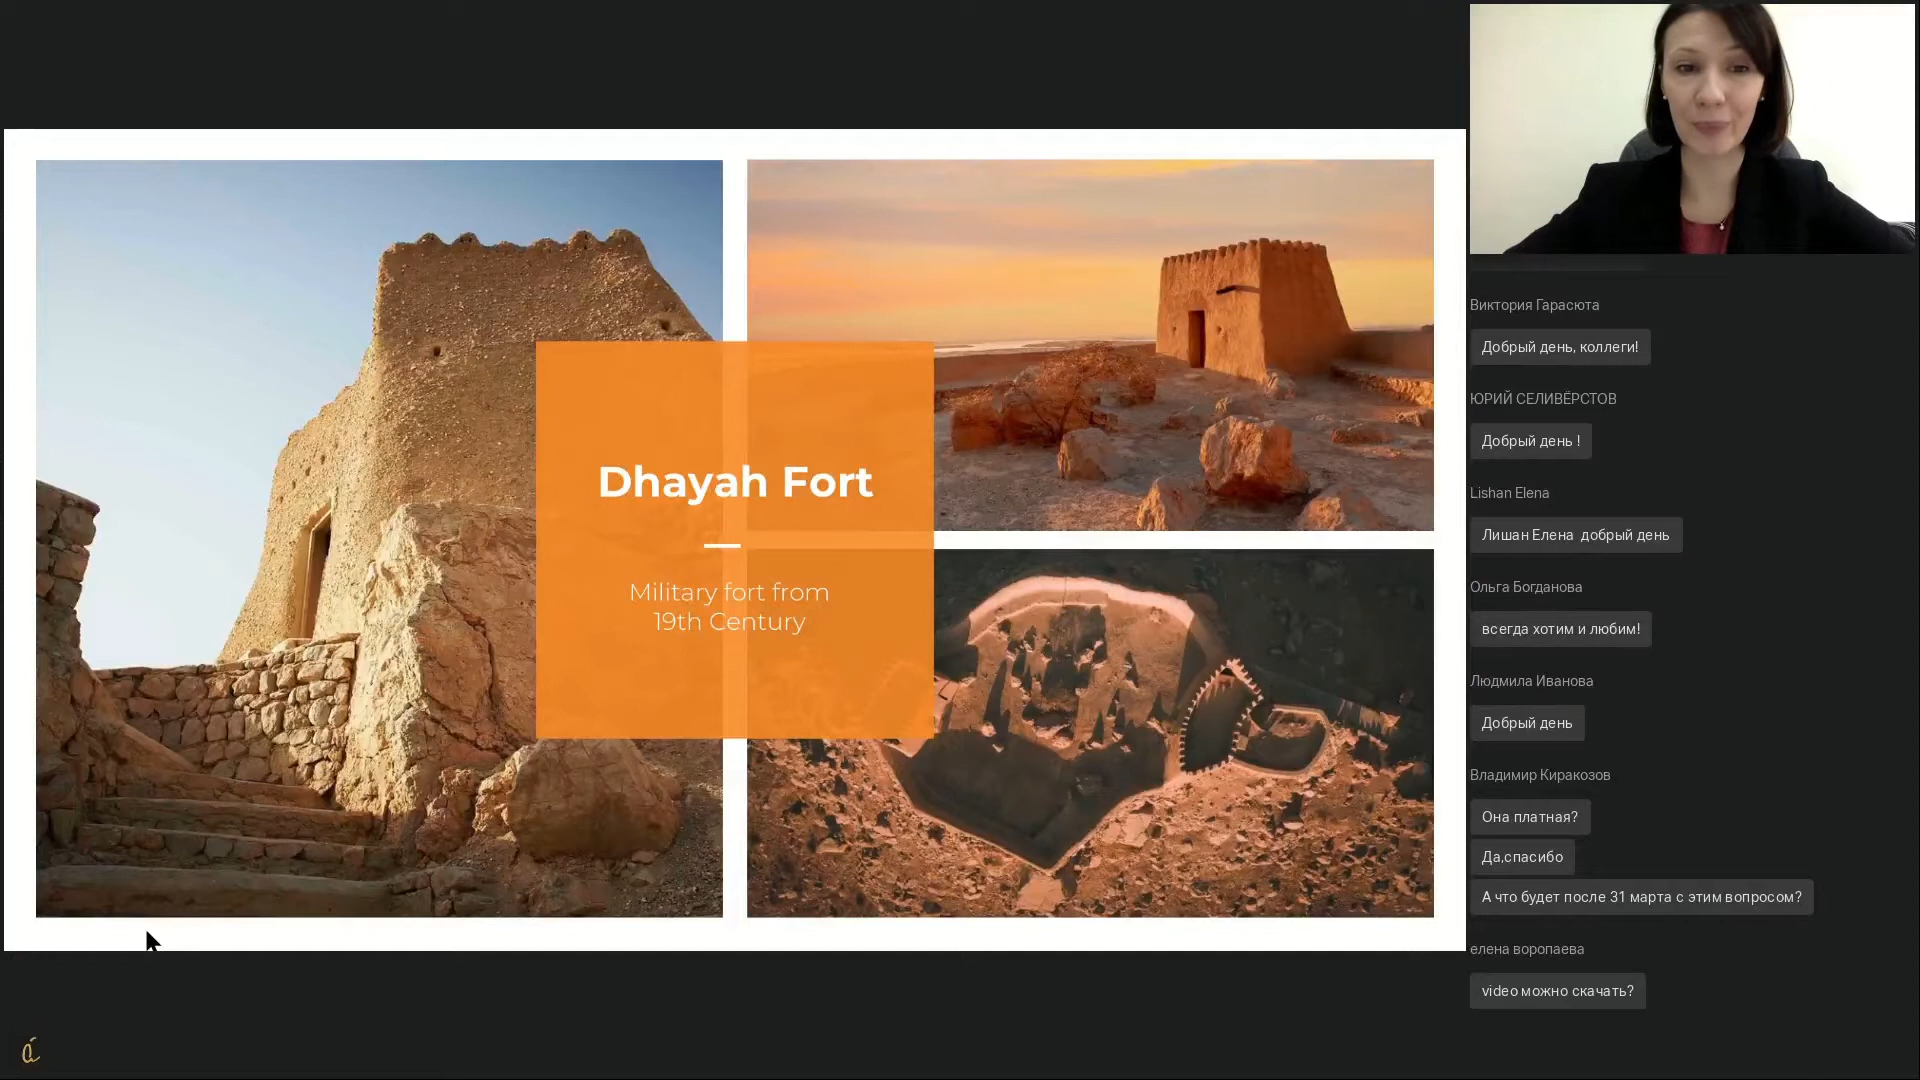 Dhayah Fort
Military fort from
19th Century
Виктория Гарасюта
Добрый день, коллеги!
ЮРИЙ СЕЛИВЁРСТОВ
Добрый день !
Lishan Elena
Лишан Елена добрый день
Ольга Богданова
всегда хотим и любим!
Людмила Иванова
Добрый день
Владимир Киракозов
Она платная?
Да,спасибо
А что будет после 31 марта с этим вопросом?
елена воропаева
video можно скачать?
á